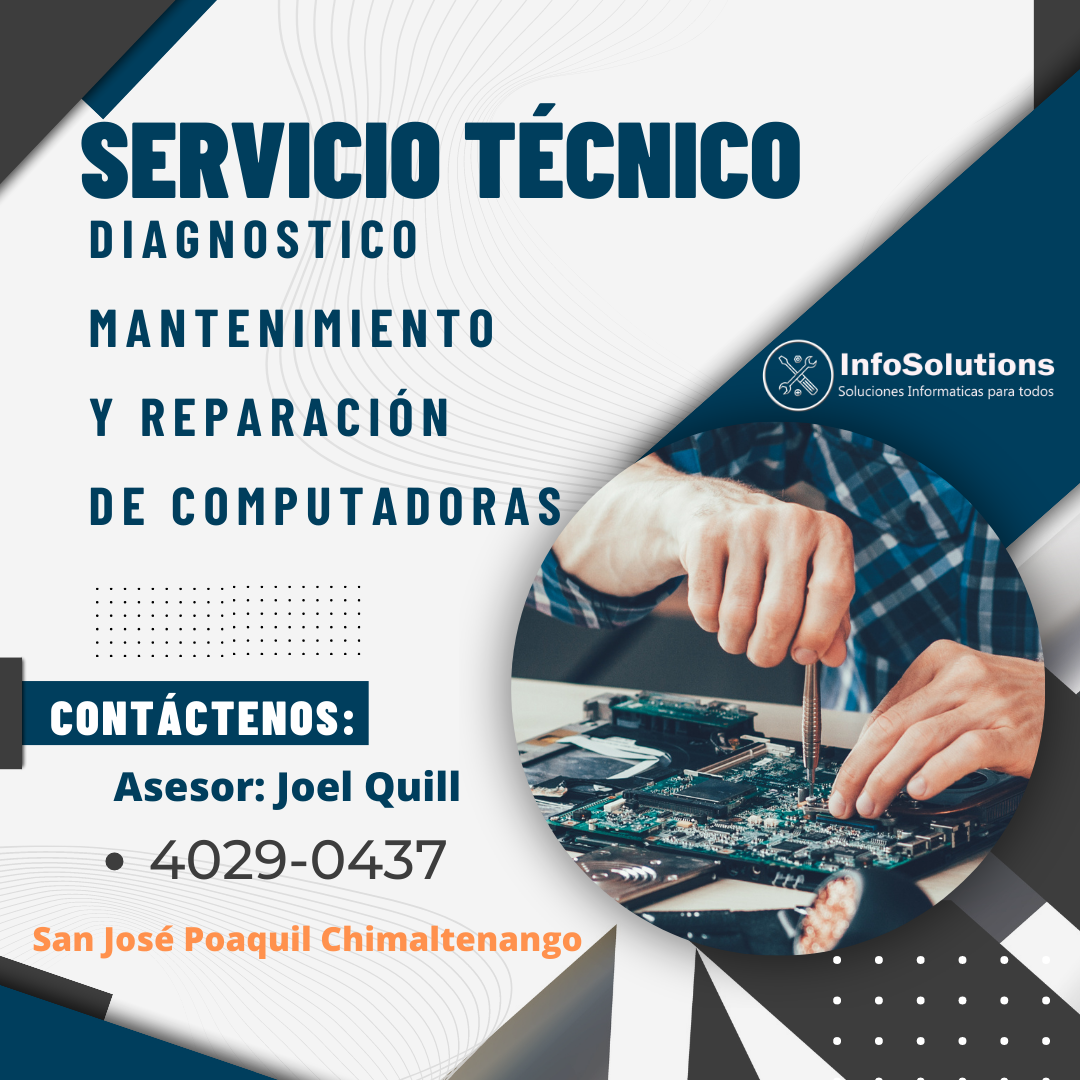 SERVICIO TÉCNICO
DIAGNOSTICO
MANTENIMIENTO
Y REPARACIÓN
DE COMPUTADORAS
InfoSolutions
Soluciones Informaticas para todos
CONTÁCTENOS:
Asesor: Joel Quill
• 4029-0437
San José Poaquil Chimaltenango